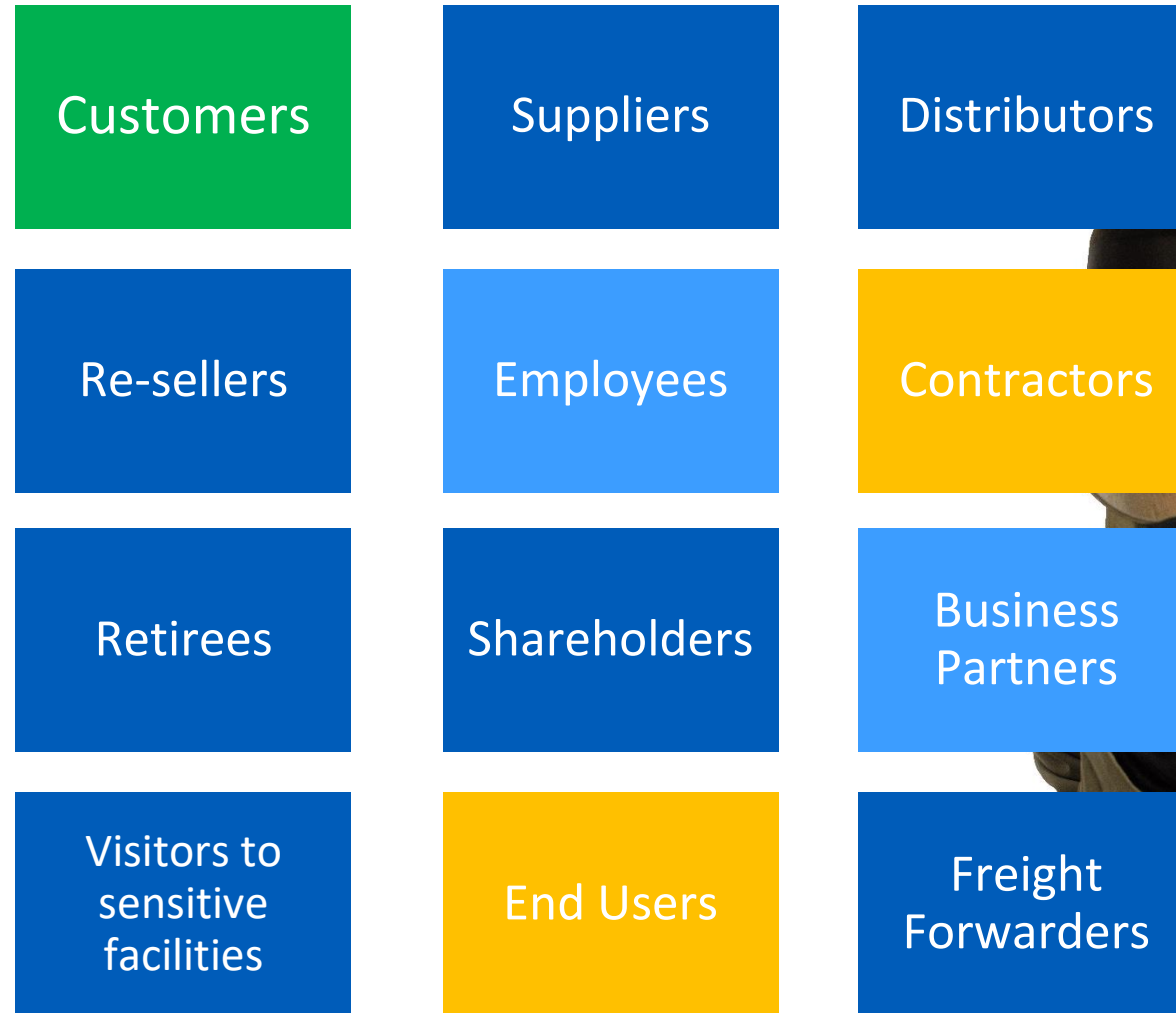 Customers
Suppliers
Distributors
Re-sellers
Employees
Contractors
Retirees
Shareholders
Business
Partners
Visitors to
sensitive
facilities
End Users
Freight
Forwarders